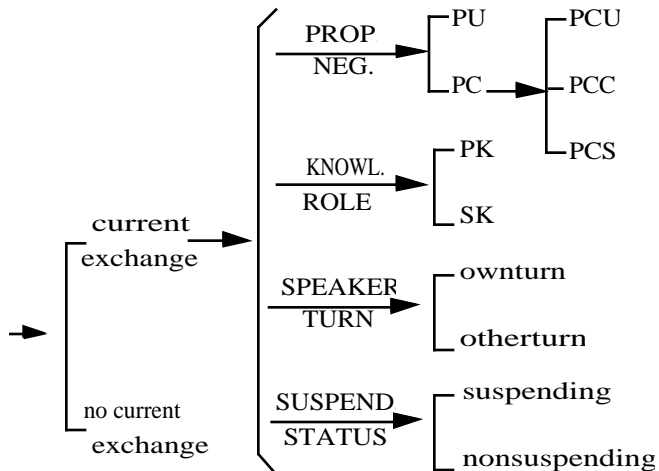 PROP
NEG.
PU
PC
PCU
PCC
PCS
KNOWL.
ROLE
PK
SK
current
exchange
SPEAKER
TURN
ownturn
otherturn
no current
exchange
SUSPEND
STATUS
suspending
nonsuspending